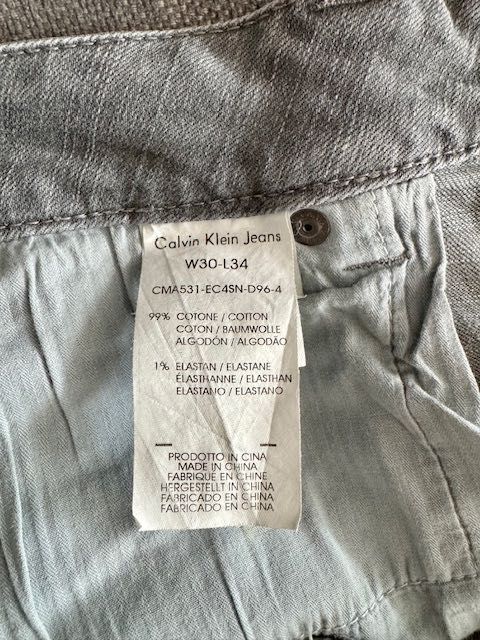 Calvin Klein Jeans
W30-L34
CMA531-EC4SN-D96-4
99% COTONE / COTTON
COTON / BAUMWOLLE
ALGODÓN / ALGODÃO
1% ELASTAN / ELASTANE
ÉLASTHANNE / ELASTHAN
ELASTANO / ELASTANO
PRODOTTO IN CINA
MADE IN CHINA
FABRIQUE EN CHINE
HERGESTELLT IN CHINA
FABRICADO EN CHINA
FABRICADO EN CHINA